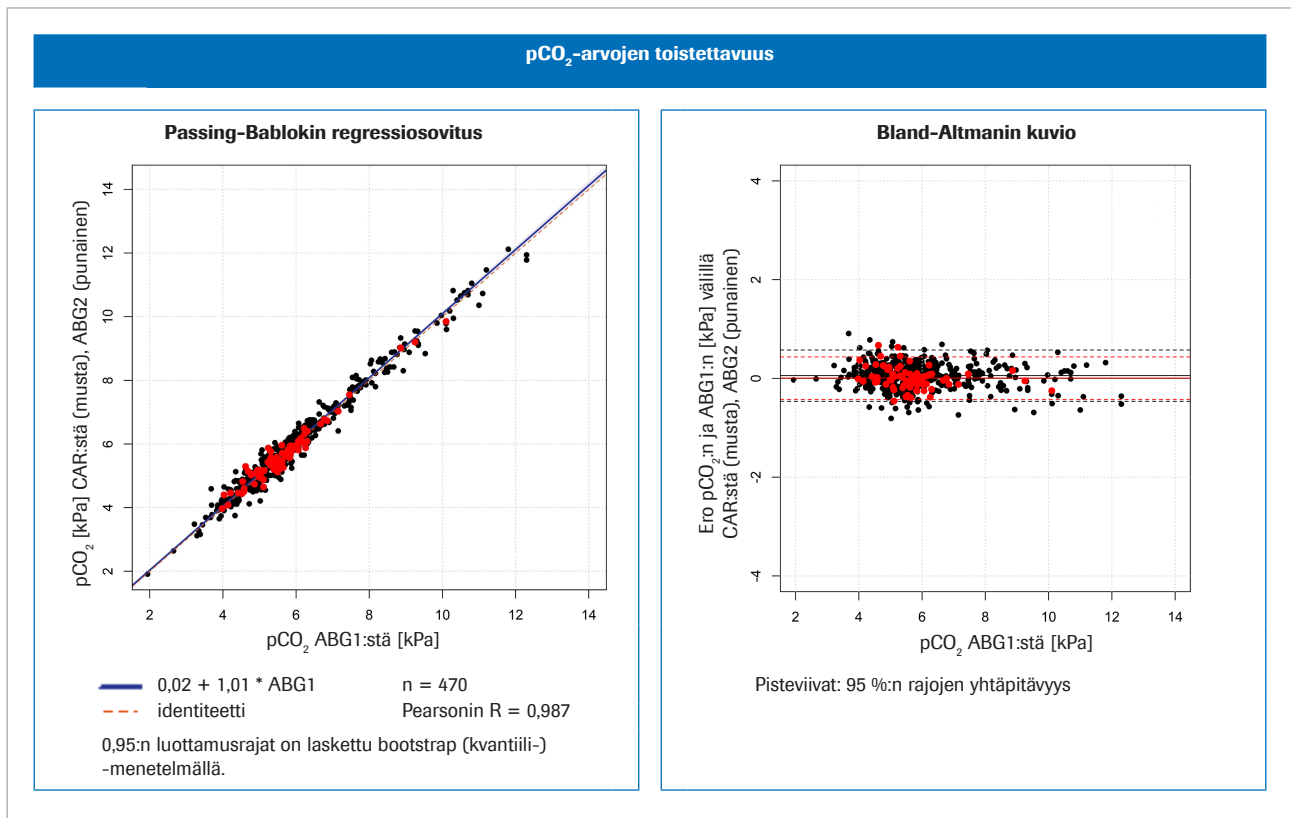 pCO₂-arvojen toistettavuus
Passing-Bablokin regressiosovitus
pCO₂ [kPa] CAR:stä (musta), ABG2 (punainen)
14
12
10
8
6
4
2
2 4 6 8 10 12 14
pCO₂ ABG1:stä [kPa]
0,02 + 1,01 * ABG1 n = 470
identiteetti Pearsonin R = 0,987
0,95:n luottamusrajat on laskettu bootstrap (kvantiili-)
-menetelmällä.
Bland-Altmanin kuvio
Ero pCO₂:n ja ABG1:n [kPa] välillä
CAR:stä (musta), ABG2 (punainen)
4
2
0
-2
-4
2 4 6 8 10 12 14
pCO₂ ABG1:stä [kPa]
Pisteviivat: 95 %:n rajojen yhtäpitävyys